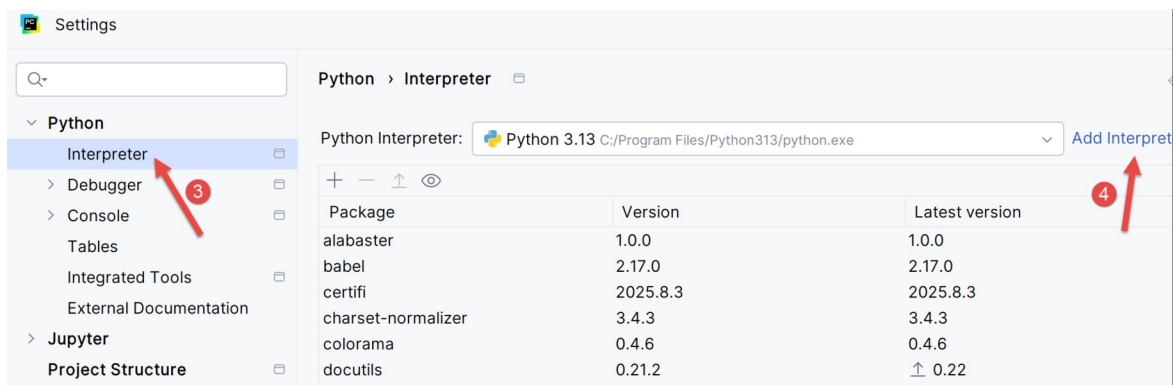 PC
Settings
Python › Interpreter
Python
Interpreter
Debugger
Console
Tables
Integrated Tools
External Documentation
Jupyter
Project Structure
3
Python Interpreter: Python 3.13 C:/Program Files/Python313/python.exe Add Interpret
4
Package Version Latest version
alabaster 1.0.0 1.0.0
babel 2.17.0 2.17.0
certifi 2025.8.3 2025.8.3
charset-normalizer 3.4.3 3.4.3
colorama 0.4.6 0.4.6
docutils 0.21.2 0.22